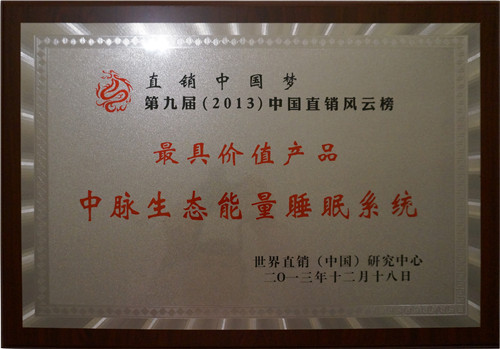 直销中国梦
第九届(2013)中国直销风云榜
最具价值产品
中脉生态能量睡眠系统
世界直销（中国）研究中心
二〇一三年十二月十八日